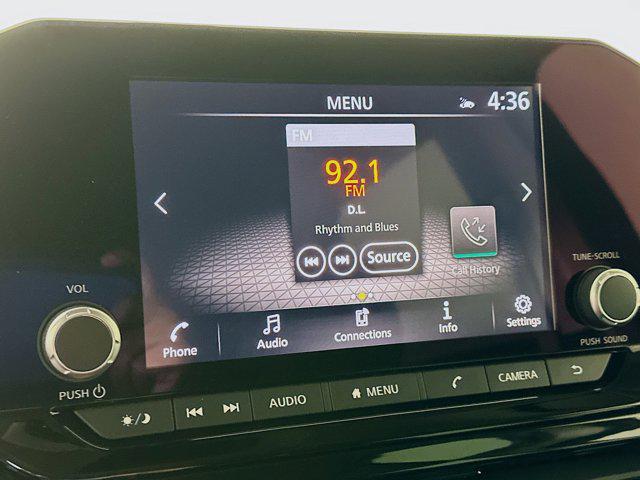 MENU
4:36
FM
92.1
FM
D.L.
Rhythm and Blues
Source
Call History
Phone
Audio
Connections
Info
Settings
VOL
PUSH
TUNE·SCROLL
PUSH SOUND
AUDIO
MENU
CAMERA